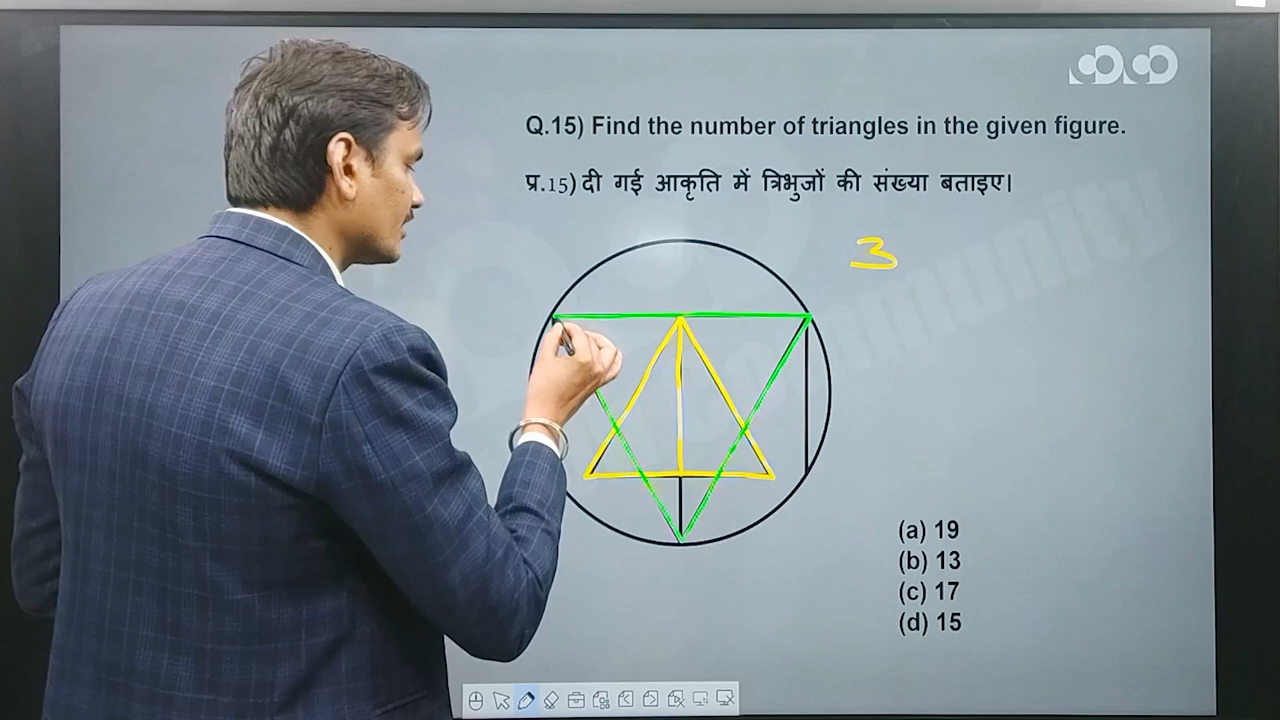 Q.15) Find the number of triangles in the given figure.
प्र.15) दी गई आकृति में त्रिभुजों की संख्या बताइए।
3
(a) 19
(b) 13
(c) 17
(d) 15